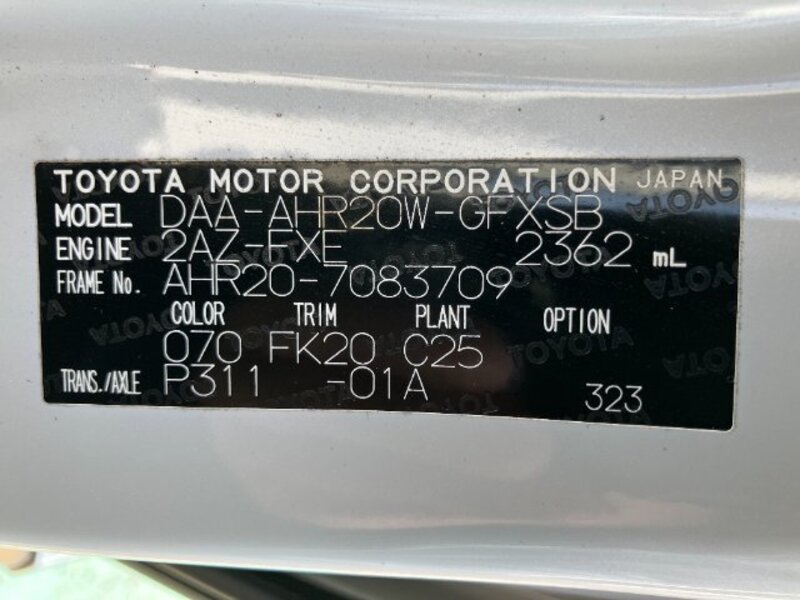 TOYOTA MOTOR CORPORATION JAPAN
MODEL DAA-AHR20W-GFXSB
ENGINE 2AZ-FXE 2362 mL
FRAME No. AHR20-7083709
COLOR TRIM PLANT OPTION
070 FK20 C25
TRANS./AXLE P311 -01A 323